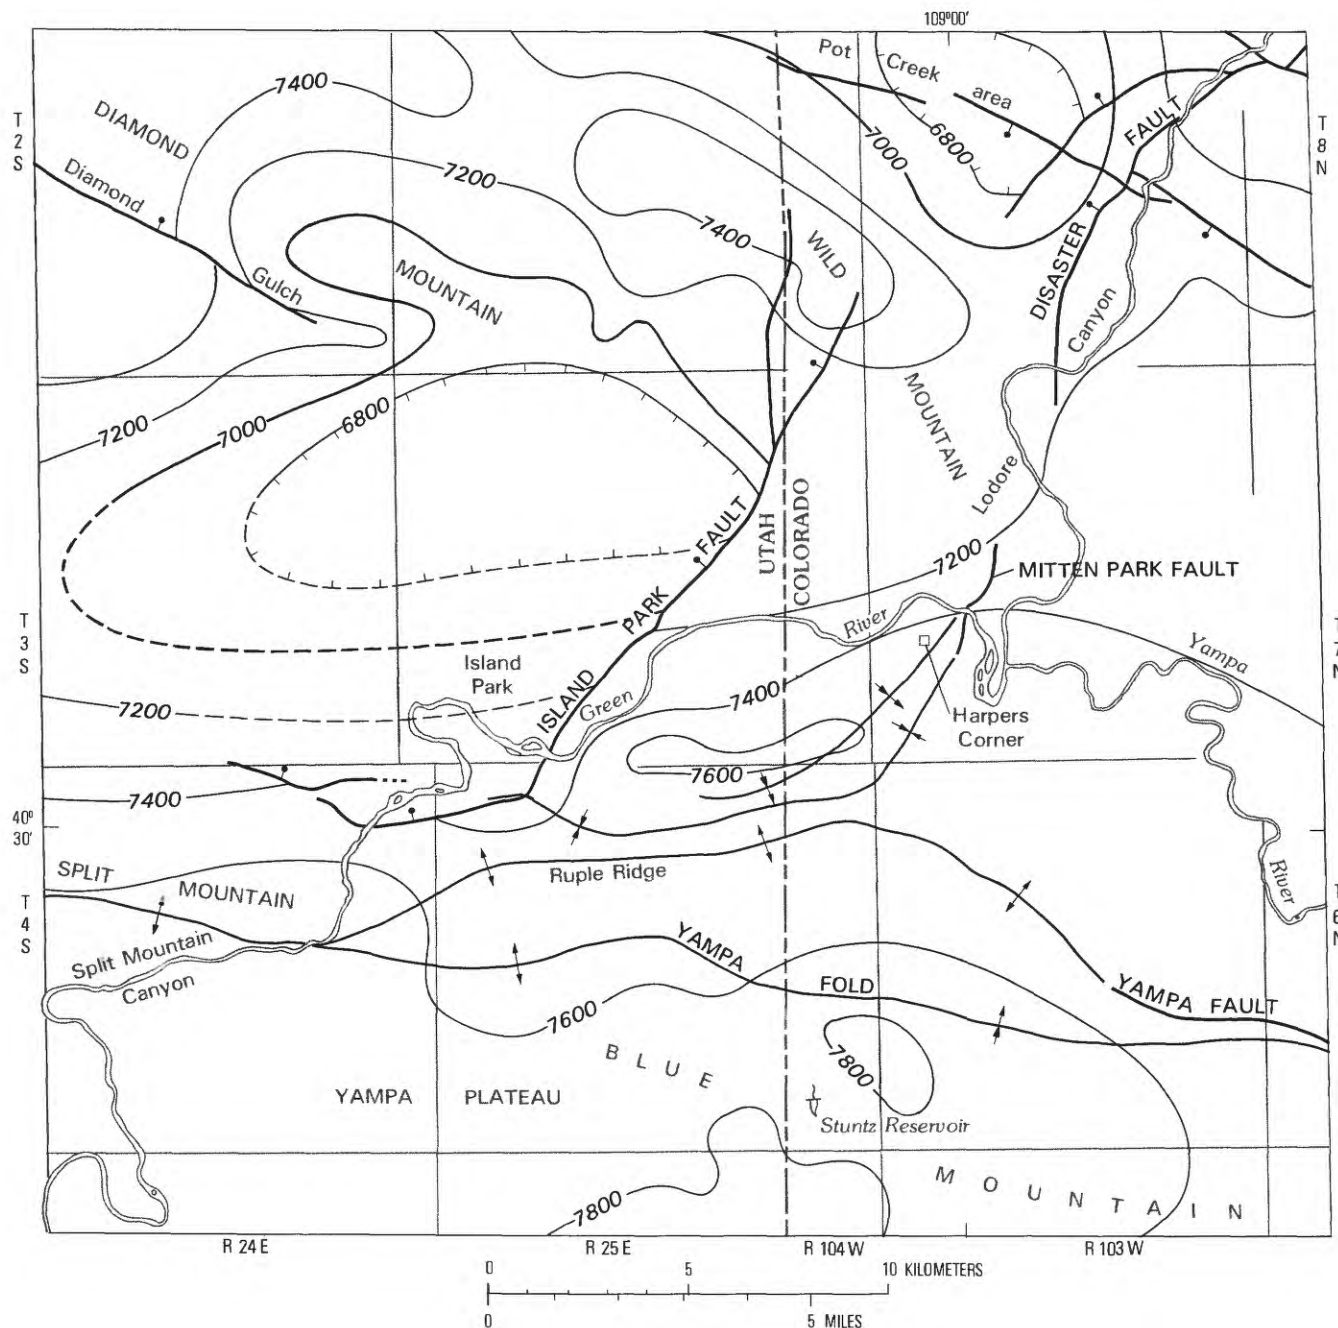 109°00'
Pot Creek area
7400
DIAMOND
T 2 S
Diamond
7200
6800
7000
FAULT
T 8 N
7400
WILD
Gulch
MOUNTAIN
DISASTER
Canyon
7200
7000
6800
MOUNTAIN
Lodore
FAULT
UTAH
COLORADO
7200
MITTEN PARK FAULT
T 3 S
PARK
River
Yampa
Island
Park
7200
ISLAND
Green
7400
Harpers
Corner
7400
7600
40°
30'
SPLIT
MOUNTAIN
Ruple Ridge
River
T 4 S
Split Mountain
Canyon
YAMPA
FOLD
YAMPA FAULT
7600
BLUE
7800
YAMPA PLATEAU
Stuntz Reservoir
MOUNTAIN
7800
R 24 E
R 25 E
R 104 W
R 103 W
0 5 10 KILOMETERS
0 5 MILES